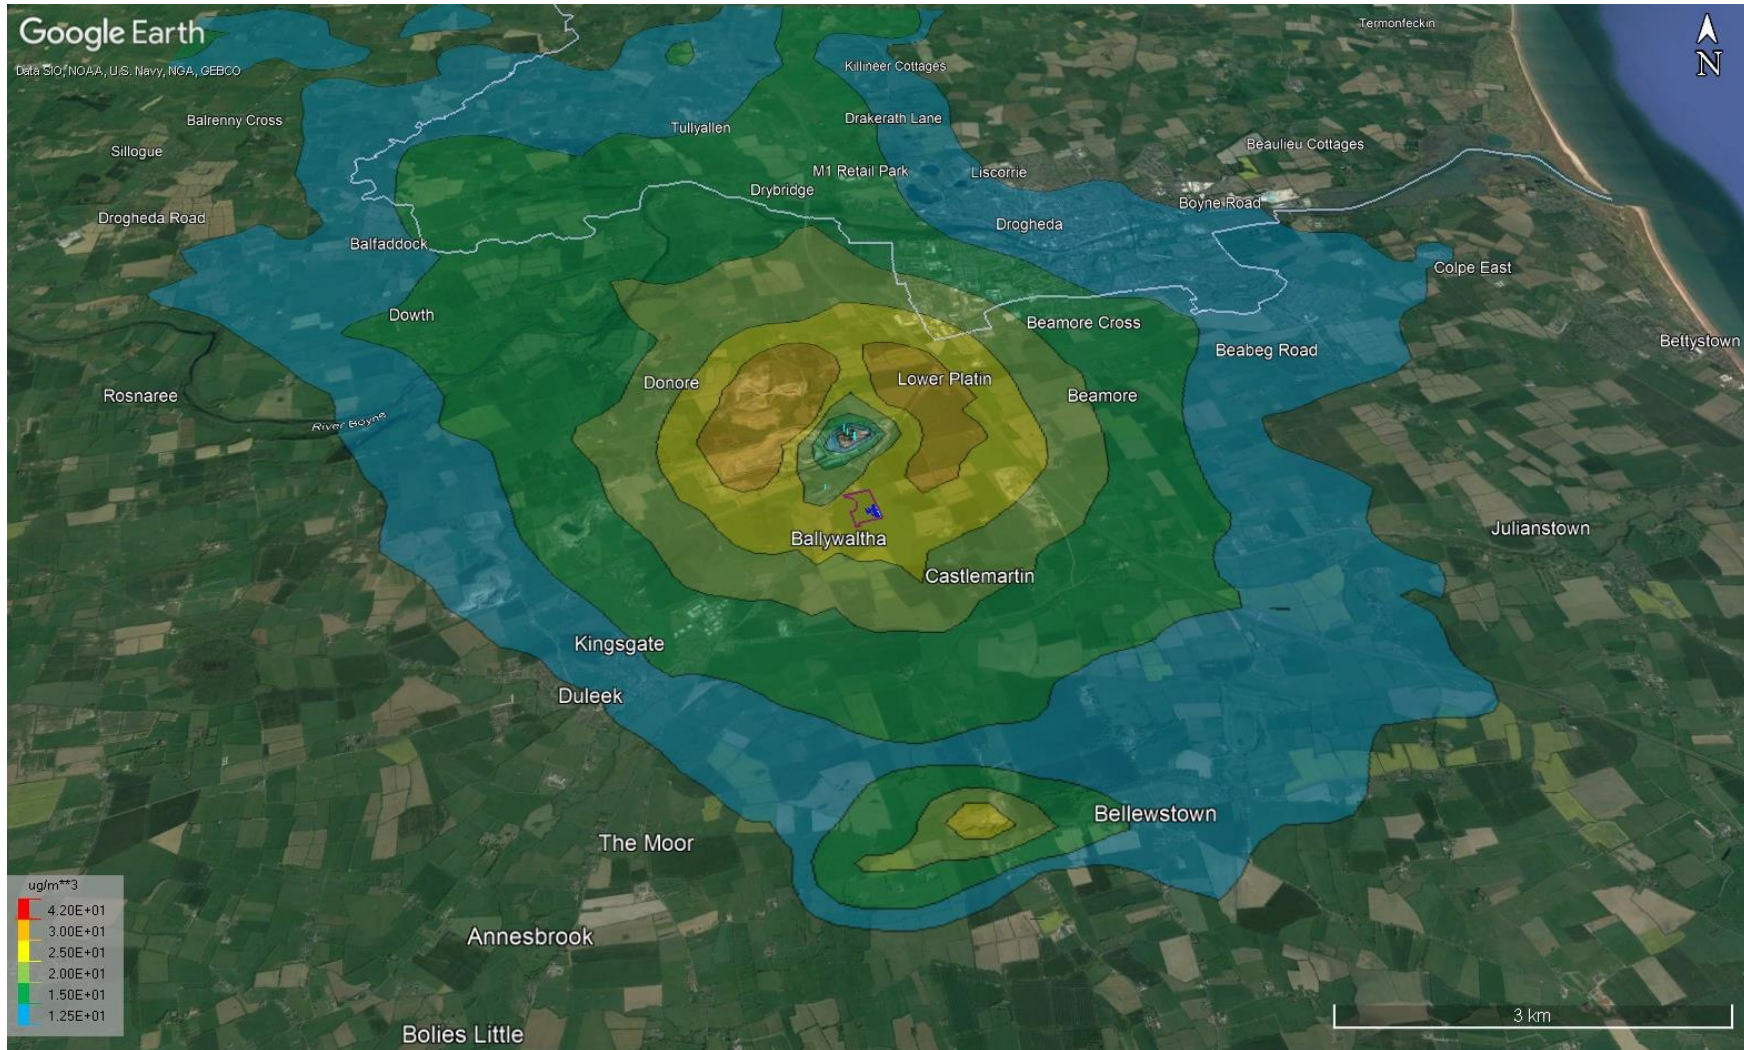 Google Earth
Data SIO, NOAA, U.S. Navy, NGA, GEBCO
Termonfeckin
N
Killineer Cottages
Balrenny Cross
Drakerath Lane
Tullyallen
Beaulieu Cottages
Sillogue
M1 Retail Park
Liscorrie
Drybridge
Boyne Road
Drogheda Road
Drogheda
Balfaddock
Colpe East
Dowth
Beamore Cross
Bettystown
Beabeg Road
Donore
Lower Platin
Rosnaree
Beamore
River Boyne
Julianstown
Ballywaltha
Castlemartin
Kingsgate
Duleek
Bellewstown
The Moor
ug/m**3
4.20E+01
3.00E+01
2.50E+01
2.00E+01
1.50E+01
1.25E+01
Annesbrook
3 km
Bolies Little